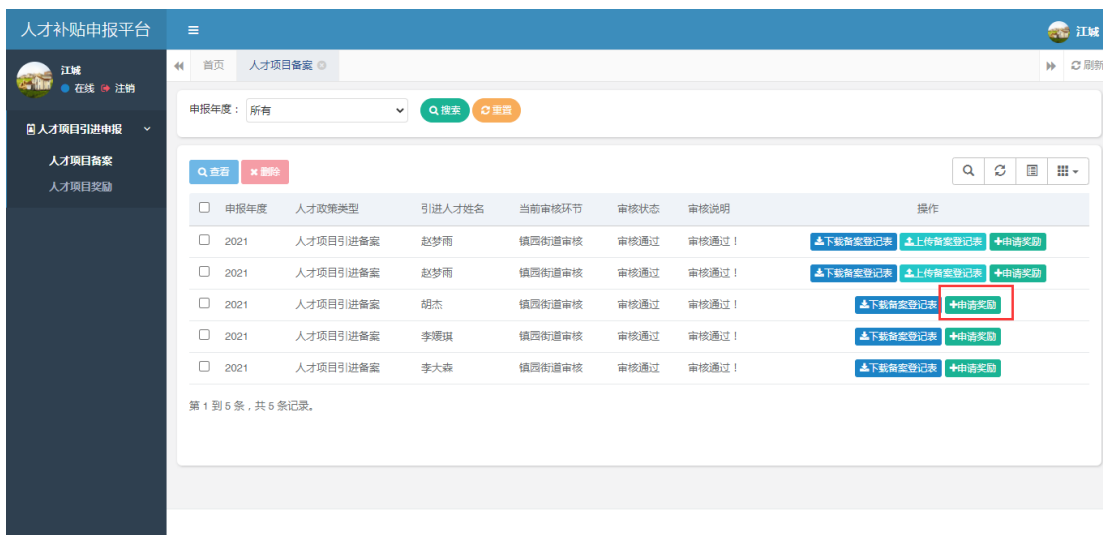 人才补贴申报平台
江城
江城
在线 注销
首页 人才项目备案 刷新
人才项目引进申报
人才项目备案
人才项目奖励
申报年度： 所有 搜索 重置
查看 删除
申报年度 人才政策类型 引进人才姓名 当前审核环节 审核状态 审核说明 操作
2021 人才项目引进备案 赵梦雨 镇园街道审核 审核通过 审核通过！ 下载备案登记表 上传备案登记表 申请奖励
2021 人才项目引进备案 赵梦雨 镇园街道审核 审核通过 审核通过！ 下载备案登记表 上传备案登记表 申请奖励
2021 人才项目引进备案 胡杰 镇园街道审核 审核通过 审核通过！ 下载备案登记表 申请奖励
2021 人才项目引进备案 李媛琪 镇园街道审核 审核通过 审核通过！ 下载备案登记表 申请奖励
2021 人才项目引进备案 李大森 镇园街道审核 审核通过 审核通过！ 下载备案登记表 申请奖励
第 1 到 5 条，共 5 条记录。